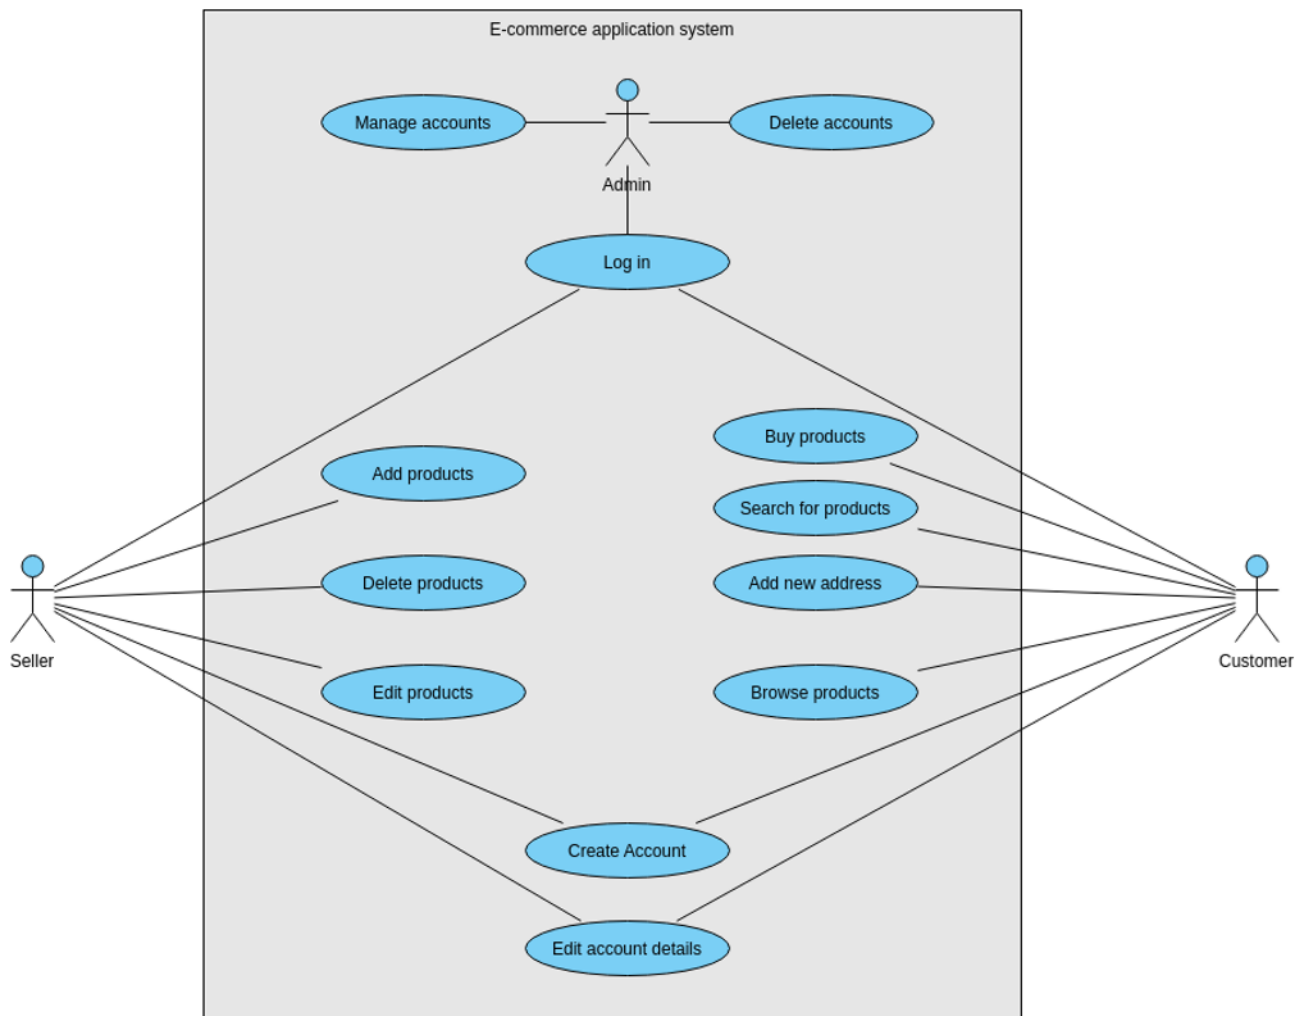 E-commerce application system
Manage accounts
Delete accounts
Admin
Log in
Buy products
Add products
Search for products
Delete products
Add new address
Seller
Customer
Edit products
Browse products
Create Account
Edit account details